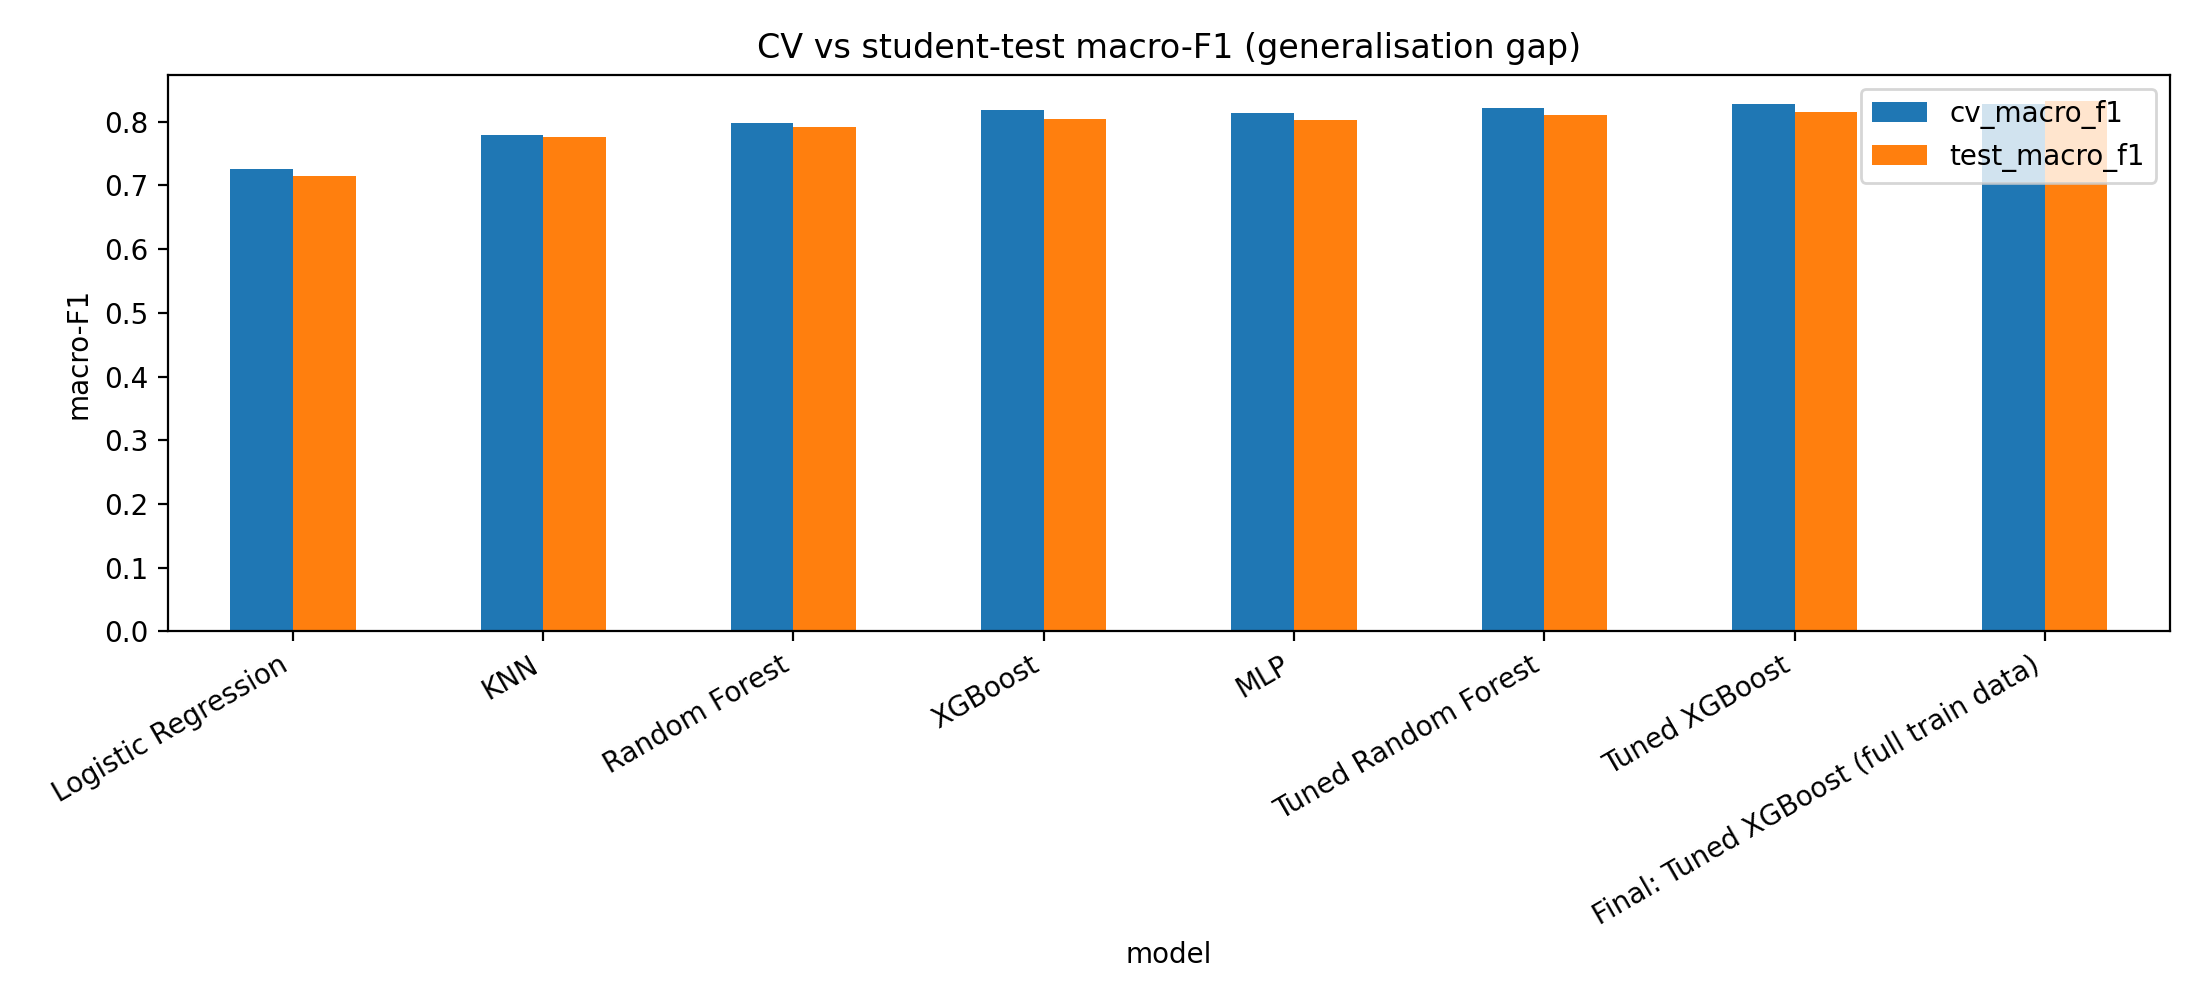 CV vs student-test macro-F1 (generalisation gap)
cv_macro_f1
test_macro_f1
macro-F1
0.8
0.7
0.6
0.5
0.4
0.3
0.2
0.1
0.0
Logistic Regression
KNN
Random Forest
XGBoost
MLP
Tuned Random Forest
Tuned XGBoost
Final: Tuned XGBoost (full train data)
model